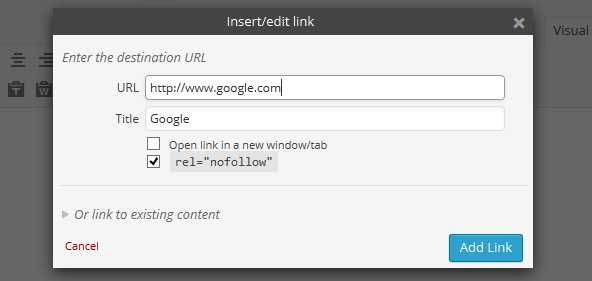 Insert/edit link
Visual
Enter the destination URL
URL http://www.google.com
Title Google
Open link in a new window/tab
rel="nofollow"
Or link to existing content
Cancel Add Link
T W